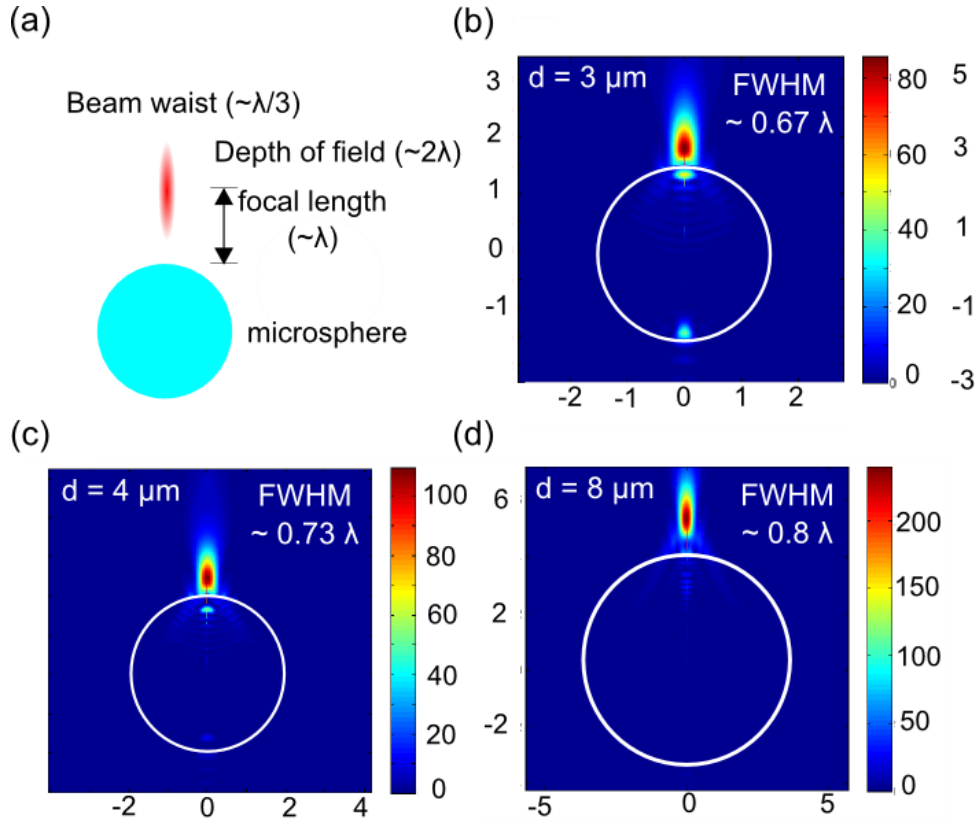 (a)
Beam waist (~λ/3)
Depth of field (~2λ)
focal length
(~λ)
microsphere
(b)
d = 3 μm
FWHM
~ 0.67 λ
3
2
1
0
-1
-2
-1
0
1
2
80
60
40
20
0
5
3
1
-1
-3
(c)
d = 4 μm
FWHM
~ 0.73 λ
-2
0
2
4
100
80
60
40
20
0
(d)
d = 8 μm
FWHM
~ 0.8 λ
6
2
-2
-5
0
5
200
150
100
50
0